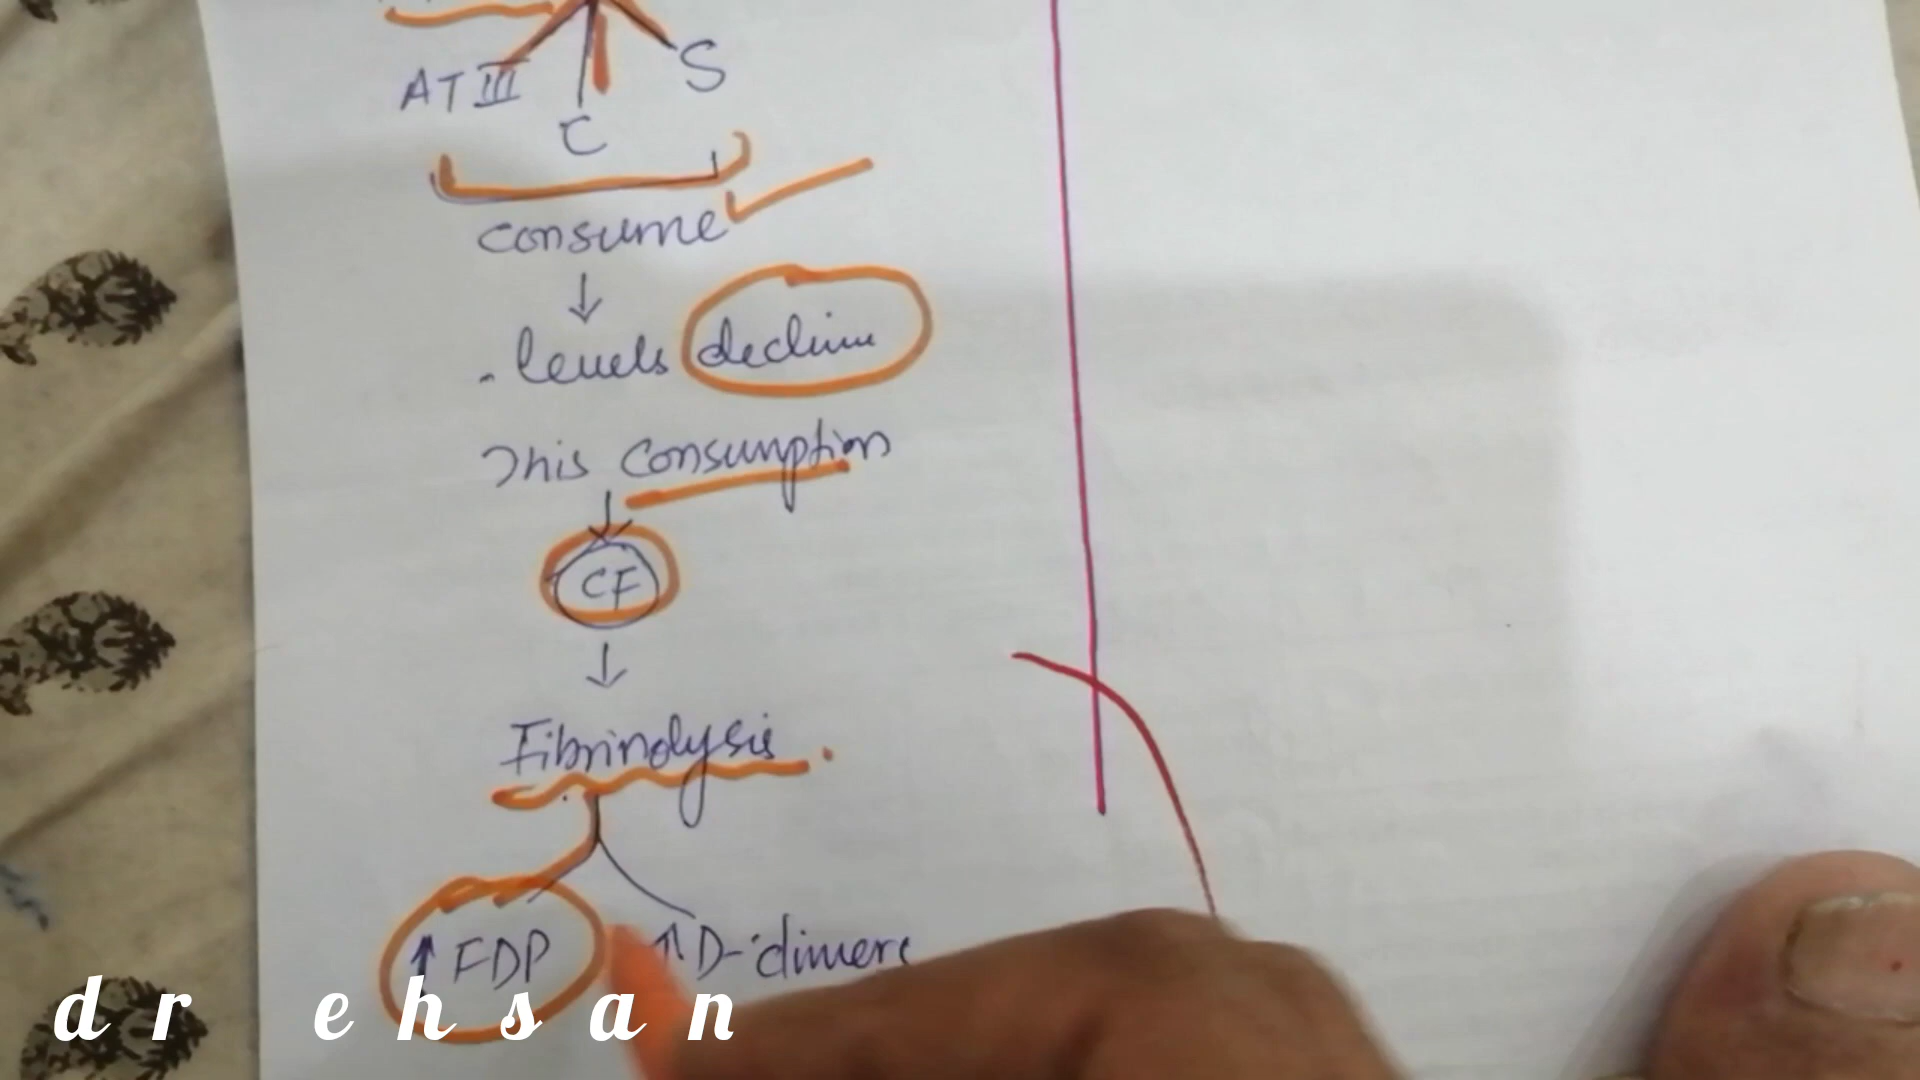 AT III
S
C
consume
. levels decline
This Consumption
CF
Fibrinolysis
↑ FDP ↑ D-dimers
dr ehsan